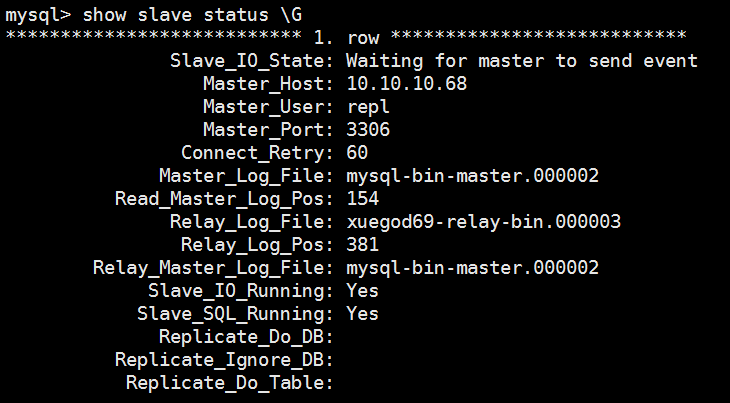 mysql> show slave status \G
*************************** 1. row ***************************
Slave_IO_State: Waiting for master to send event
Master_Host: 10.10.10.68
Master_User: repl
Master_Port: 3306
Connect_Retry: 60
Master_Log_File: mysql-bin-master.000002
Read_Master_Log_Pos: 154
Relay_Log_File: xuegod69-relay-bin.000003
Relay_Log_Pos: 381
Relay_Master_Log_File: mysql-bin-master.000002
Slave_IO_Running: Yes
Slave_SQL_Running: Yes
Replicate_Do_DB:
Replicate_Ignore_DB:
Replicate_Do_Table: